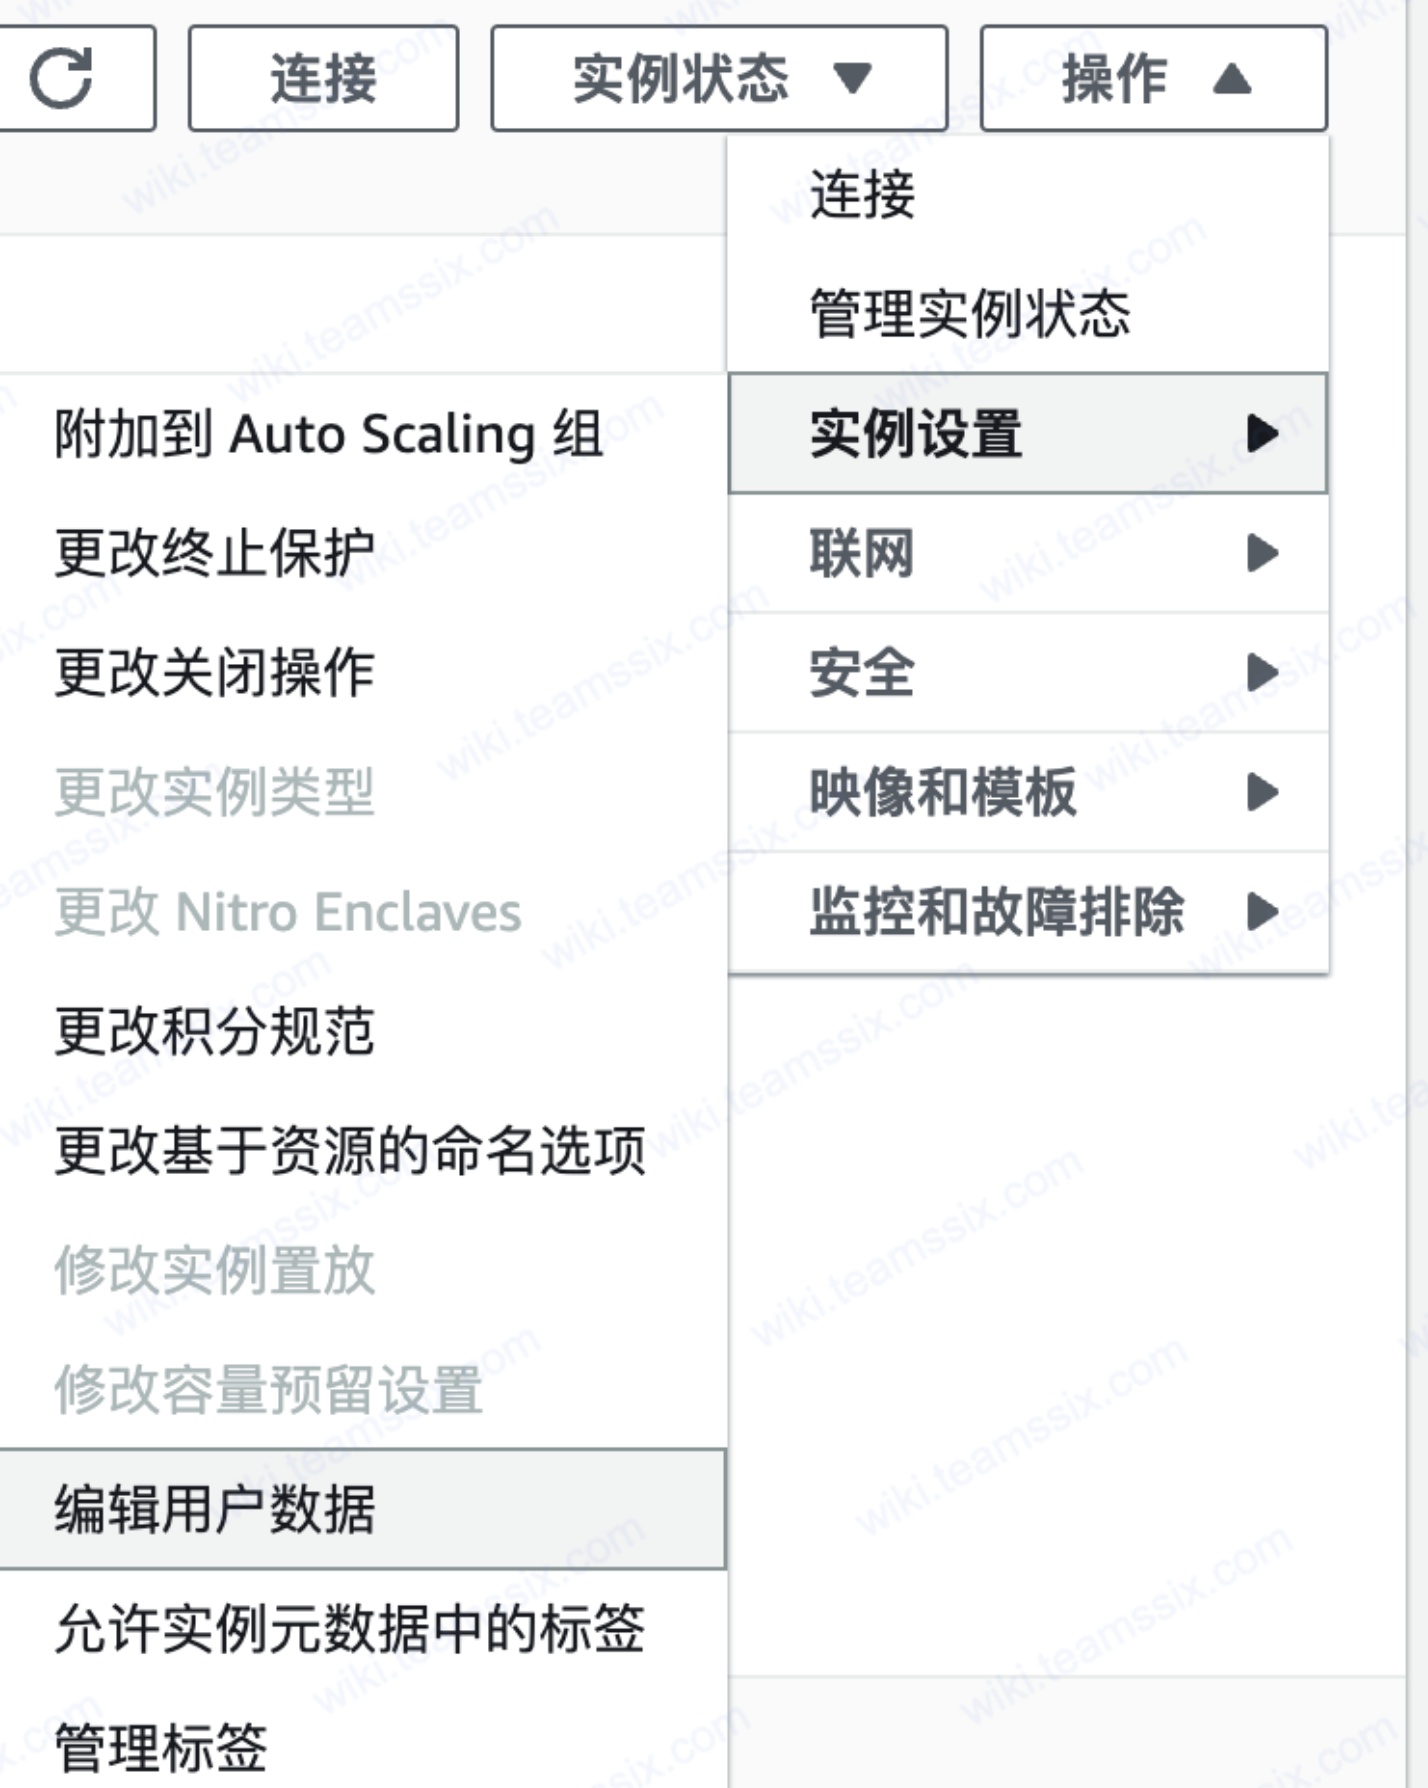 连接
实例状态
操作
连接
管理实例状态
实例设置
联网
安全
映像和模板
监控和故障排除
附加到 Auto Scaling 组
更改终止保护
更改关闭操作
更改实例类型
更改 Nitro Enclaves
更改积分规范
更改基于资源的命名选项
修改实例置放
修改容量预留设置
编辑用户数据
允许实例元数据中的标签
管理标签
wiki.teamssix.com